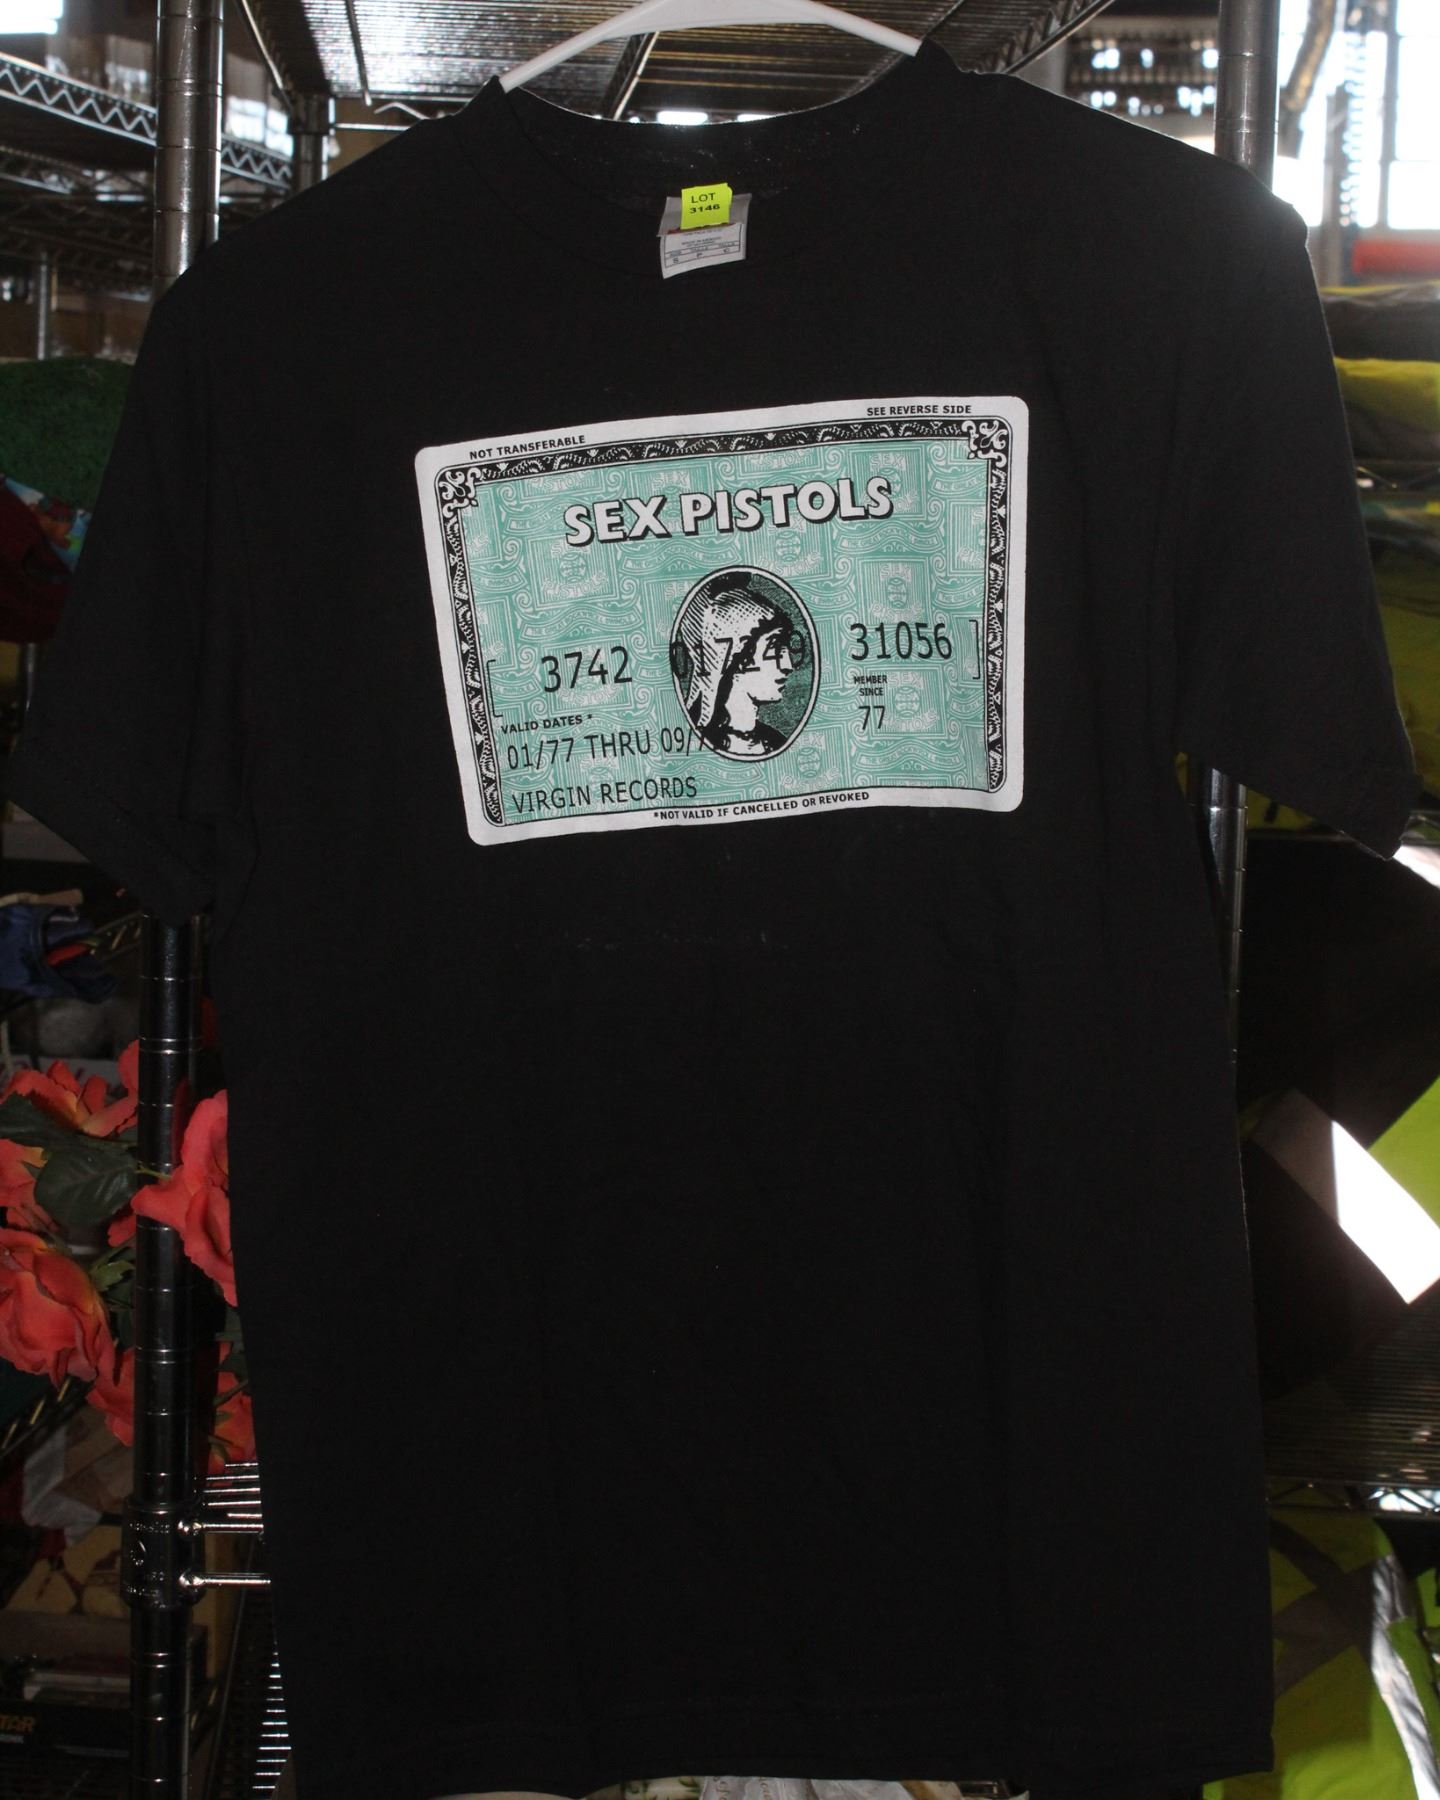 LOT
3146
NOT TRANSFERABLE
SEE REVERSE SIDE
SEX PISTOLS
[ 3742 017249 31056 ]
MEMBER
SINCE
77
VALID DATES *
01/77 THRU 09/7
VIRGIN RECORDS
*NOT VALID IF CANCELLED OR REVOKED